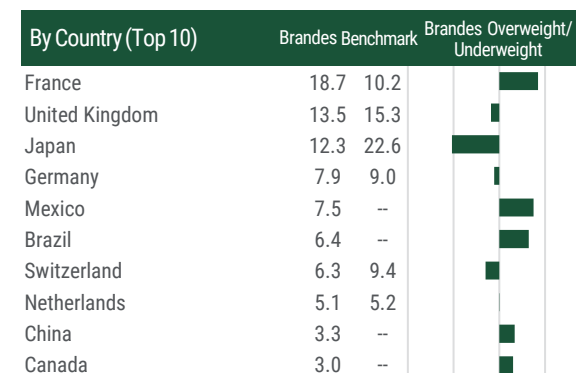 By Country (Top 10) Brandes Benchmark Brandes Overweight/
Underweight
France 18.7 10.2
United Kingdom 13.5 15.3
Japan 12.3 22.6
Germany 7.9 9.0
Mexico 7.5 --
Brazil 6.4 --
Switzerland 6.3 9.4
Netherlands 5.1 5.2
China 3.3 --
Canada 3.0 --